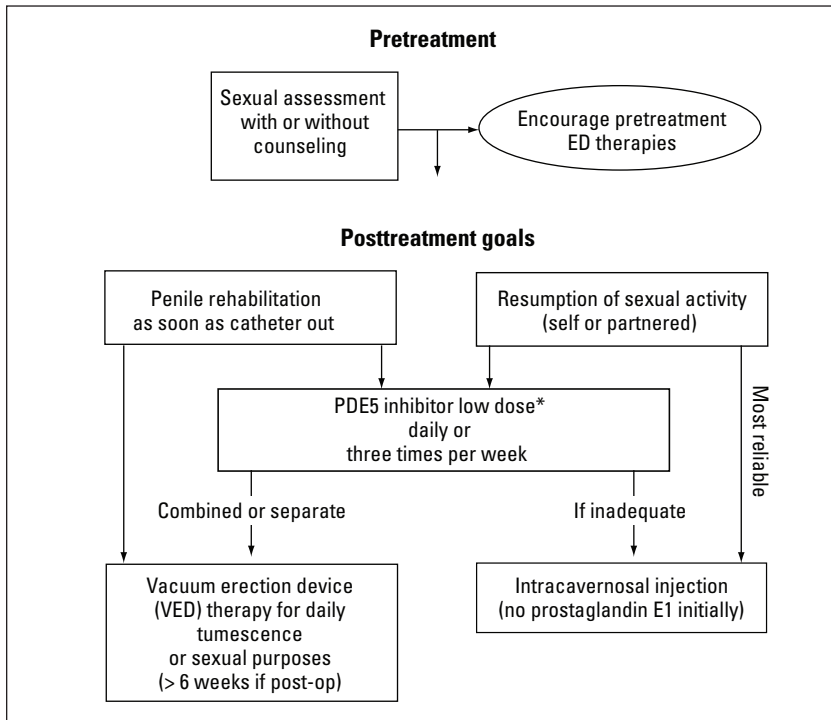 Pretreatment
Sexual assessment
with or without
counseling
Encourage pretreatment
ED therapies
Posttreatment goals
Penile rehabilitation
as soon as catheter out
Resumption of sexual activity
(self or partnered)
PDE5 inhibitor low dose*
daily or
three times per week
Most reliable
Combined or separate
If inadequate
Vacuum erection device
(VED) therapy for daily
tumescence
or sexual purposes
(> 6 weeks if post-op)
Intracavernosal injection
(no prostaglandin E1 initially)